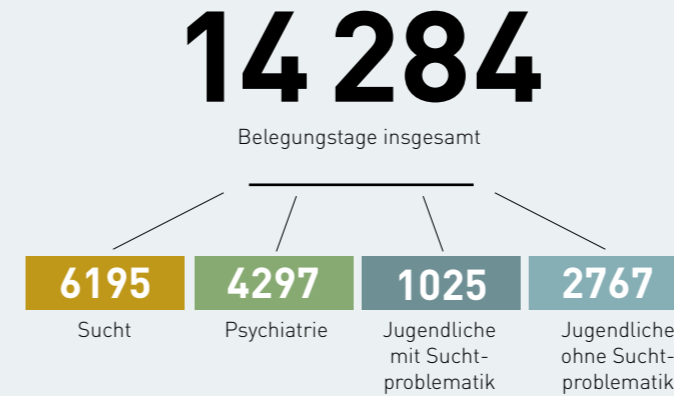 14 284
Belegungstage insgesamt
6195
4297
1025
2767
Sucht
Psychiatrie
Jugendliche
mit Sucht-
problematik
Jugendliche
ohne Sucht-
problematik